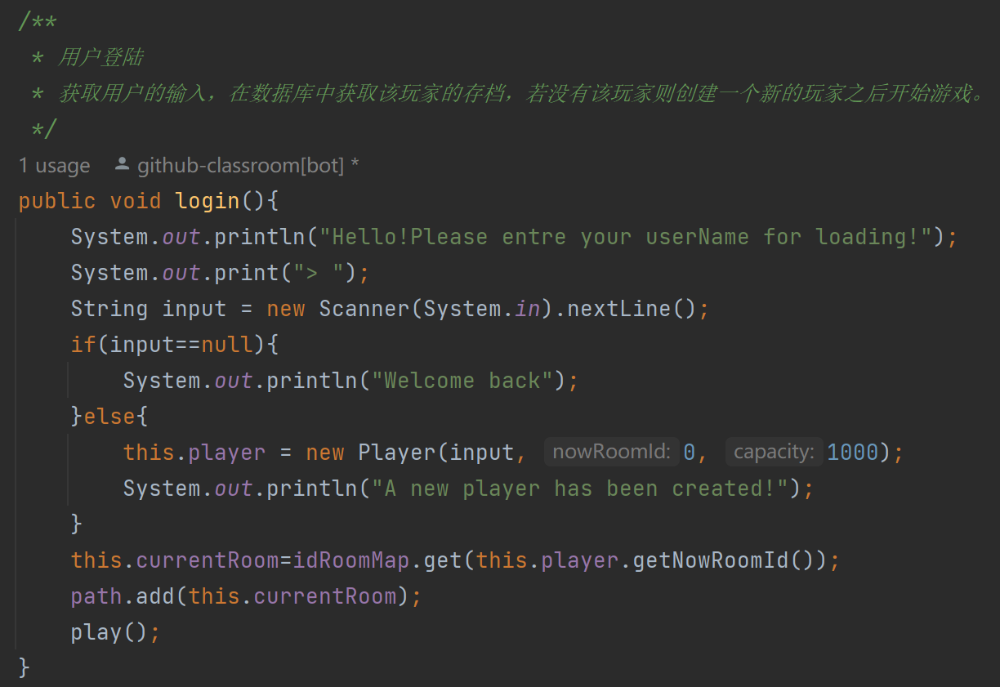 /**
 * 用户登陆
 * 获取用户的输入，在数据库中获取该玩家的存档，若没有该玩家则创建一个新的玩家之后开始游戏。
 */
1 usage github-classroom[bot] *
public void login(){
    System.out.println("Hello!Please entre your userName for loading!");
    System.out.print("> ");
    String input = new Scanner(System.in).nextLine();
    if(input==null){
        System.out.println("Welcome back");
    }else{
        this.player = new Player(input, nowRoomId: 0, capacity: 1000);
        System.out.println("A new player has been created!");
    }
    this.currentRoom=idRoomMap.get(this.player.getNowRoomId());
    path.add(this.currentRoom);
    play();
}